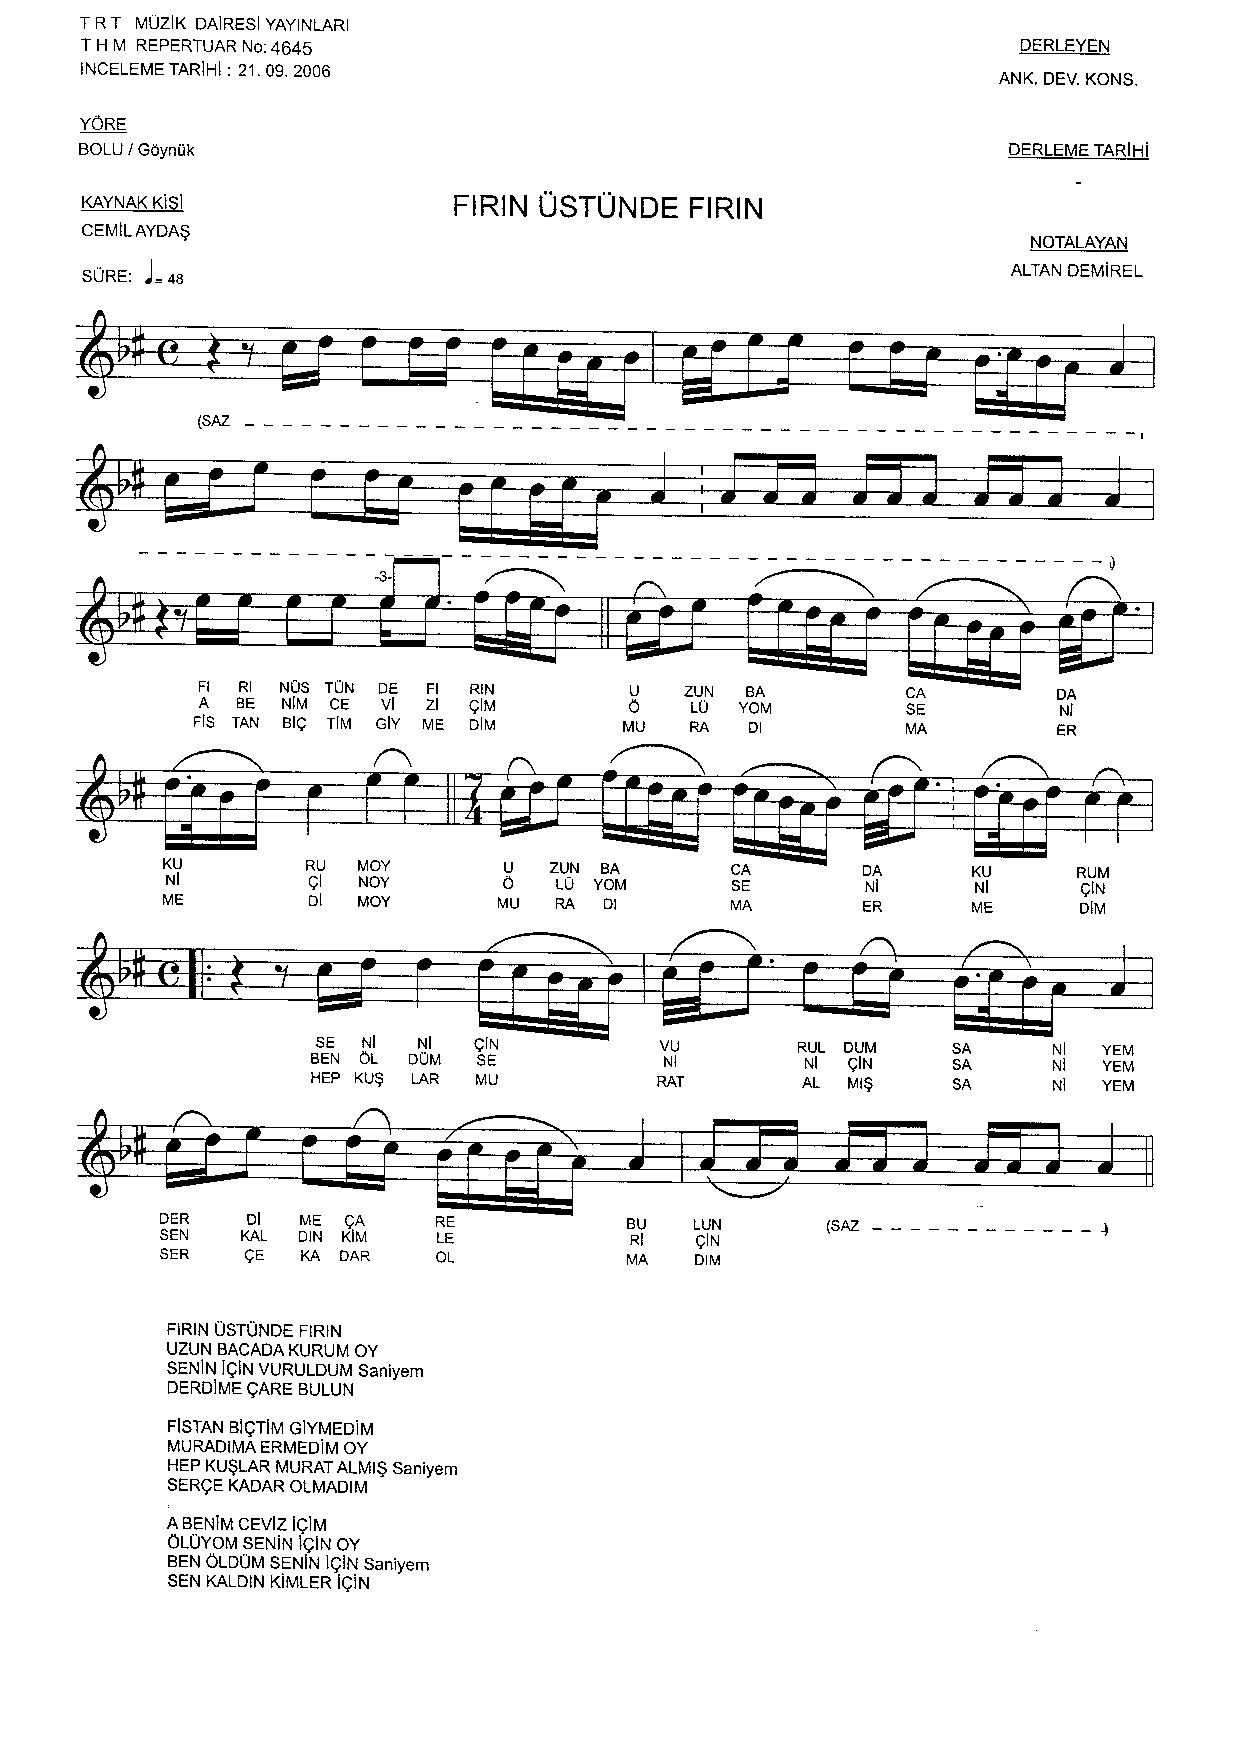 T R T MÜZİK DAİRESİ YAYINLARI
T H M REPERTUAR No: 4645
İNCELEME TARİHİ : 21. 09. 2006
DERLEYEN
ANK. DEV. KONS.
YÖRE
BOLU / Göynük
DERLEME TARİHİ
-
KAYNAK KİSİ
CEMİL AYDAŞ
FIRIN ÜSTÜNDE FIRIN
NOTALAYAN
ALTAN DEMİREL
SÜRE: ♩= 48
(SAZ
)
-3-
FI RI NÜS TÜN DE FI RIN U ZUN BA CA DA
A BE NİM CE Vİ Zİ ÇİM Ö LÜ YOM SE Nİ
FİS TAN BİÇ TİM GİY ME DİM MU RA DI MA ER
7
4
KU RU MOY U ZUN BA CA DA KU RUM
Nİ Çİ NOY Ö LÜ YOM SE Nİ Nİ ÇİN
ME Dİ MOY MU RA DI MA ER ME DİM
SE Nİ Nİ ÇİN VU RUL DUM SA Nİ YEM
BEN ÖL DÜM SE Nİ Nİ ÇİN SA Nİ YEM
HEP KUŞ LAR MU RAT AL MIŞ SA Nİ YEM
DER Dİ ME ÇA RE BU LUN (SAZ )
SEN KAL DIN KİM LE Rİ ÇİN
SER ÇE KA DAR OL MA DIM
FIRIN ÜSTÜNDE FIRIN
UZUN BACADA KURUM OY
SENİN İÇİN VURULDUM Saniyem
DERDİME ÇARE BULUN
FİSTAN BİÇTİM GİYMEDİM
MURADIMA ERMEDİM OY
HEP KUŞLAR MURAT ALMIŞ Saniyem
SERÇE KADAR OLMADIM
A BENİM CEVİZ İÇİM
ÖLÜYOM SENİN İÇİN OY
BEN ÖLDÜM SENİN İÇİN Saniyem
SEN KALDIN KİMLER İÇİN